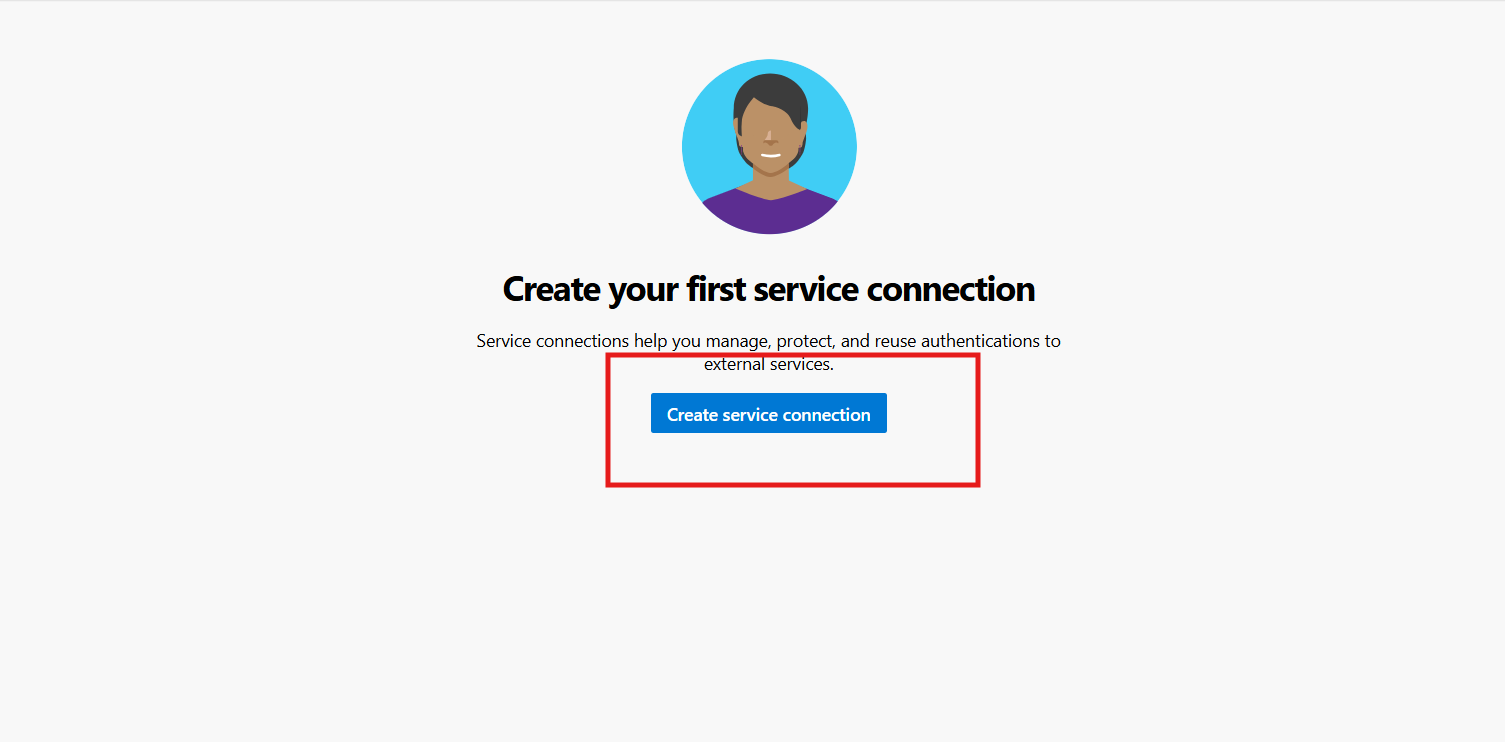 Create your first service connection
Service connections help you manage, protect, and reuse authentications to
external services.
Create service connection